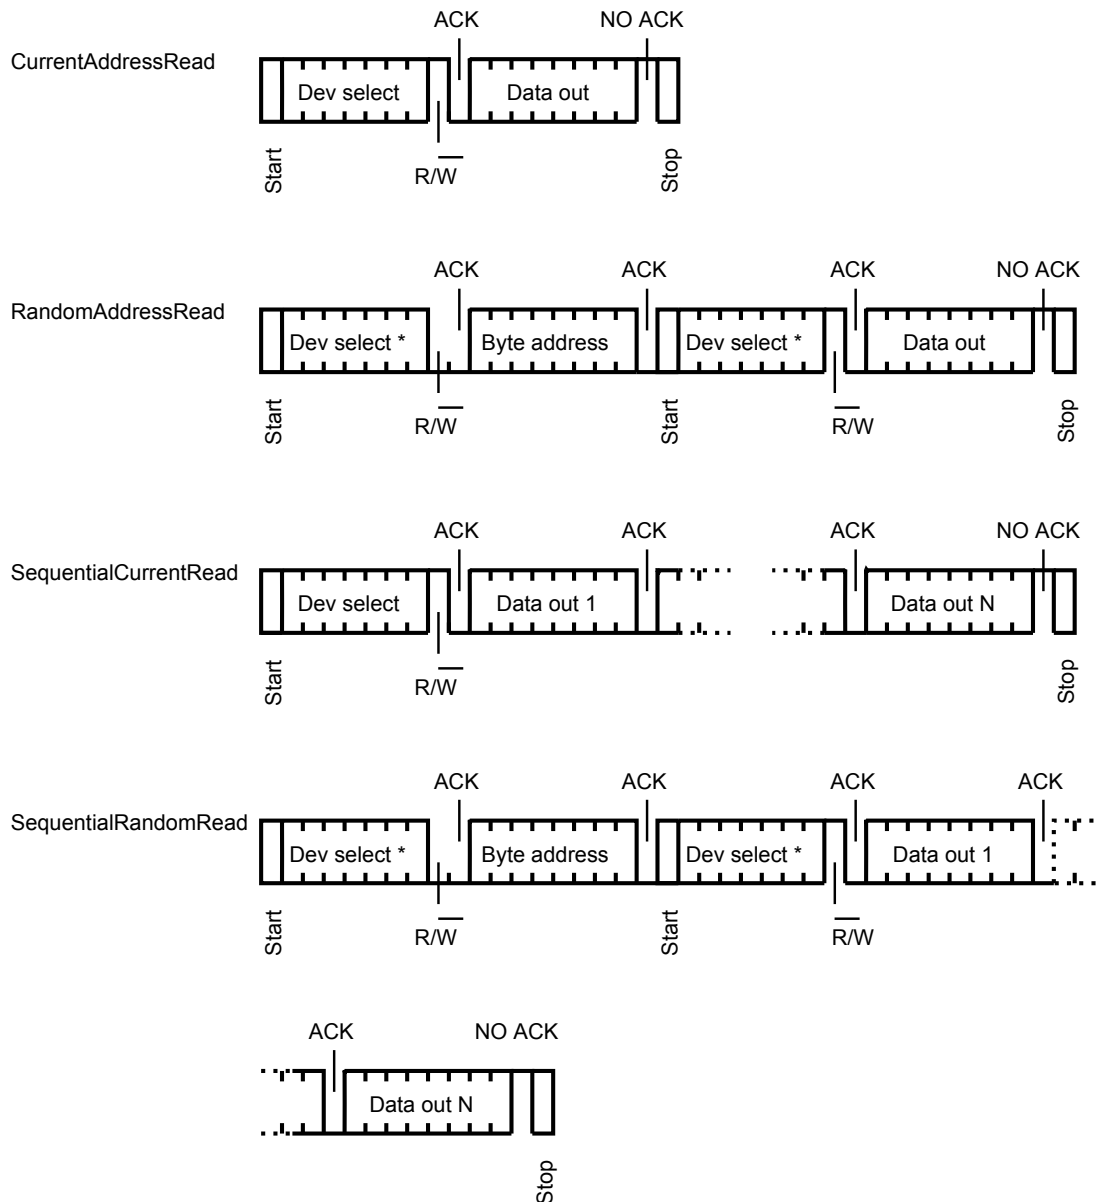 ACK NO ACK
CurrentAddressRead
Dev select Data out
Start R/W Stop
ACK ACK ACK NO ACK
RandomAddressRead
Dev select * Byte address Dev select * Data out
Start R/W Start R/W Stop
ACK ACK ACK NO ACK
SequentialCurrentRead
Dev select Data out 1 Data out N
Start R/W Stop
ACK ACK ACK ACK
SequentialRandomRead
Dev select * Byte address Dev select * Data out 1
Start R/W Start R/W
ACK NO ACK
Data out N
Stop